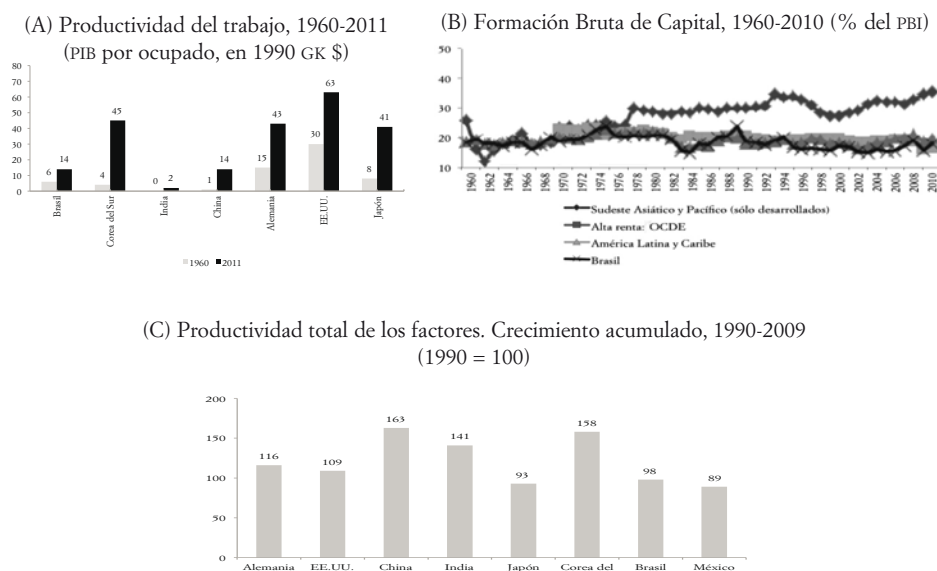 (A) Productividad del trabajo, 1960-2011
(PIB por ocupado, en 1990 GK $)
80
70
60
50
40
30
20
10
0
6
14
4
45
0
2
1
14
15
43
30
63
8
41
Brasil
Corea del Sur
India
China
Alemania
EE.UU.
Japón
1960
2011
(B) Formación Bruta de Capital, 1960-2010 (% del PBI)
50
40
30
20
10
1960
1962
1964
1966
1968
1970
1972
1974
1976
1978
1980
1982
1984
1986
1988
1990
1992
1994
1996
1998
2000
2002
2004
2006
2008
2010
Sudeste Asiático y Pacífico (sólo desarrollados)
Alta renta: OCDE
América Latina y Caribe
Brasil
(C) Productividad total de los factores. Crecimiento acumulado, 1990-2009
(1990 = 100)
200
150
100
50
0
116
109
163
141
93
158
98
89
Alemania
EE.UU.
China
India
Japón
Corea del
Brasil
México